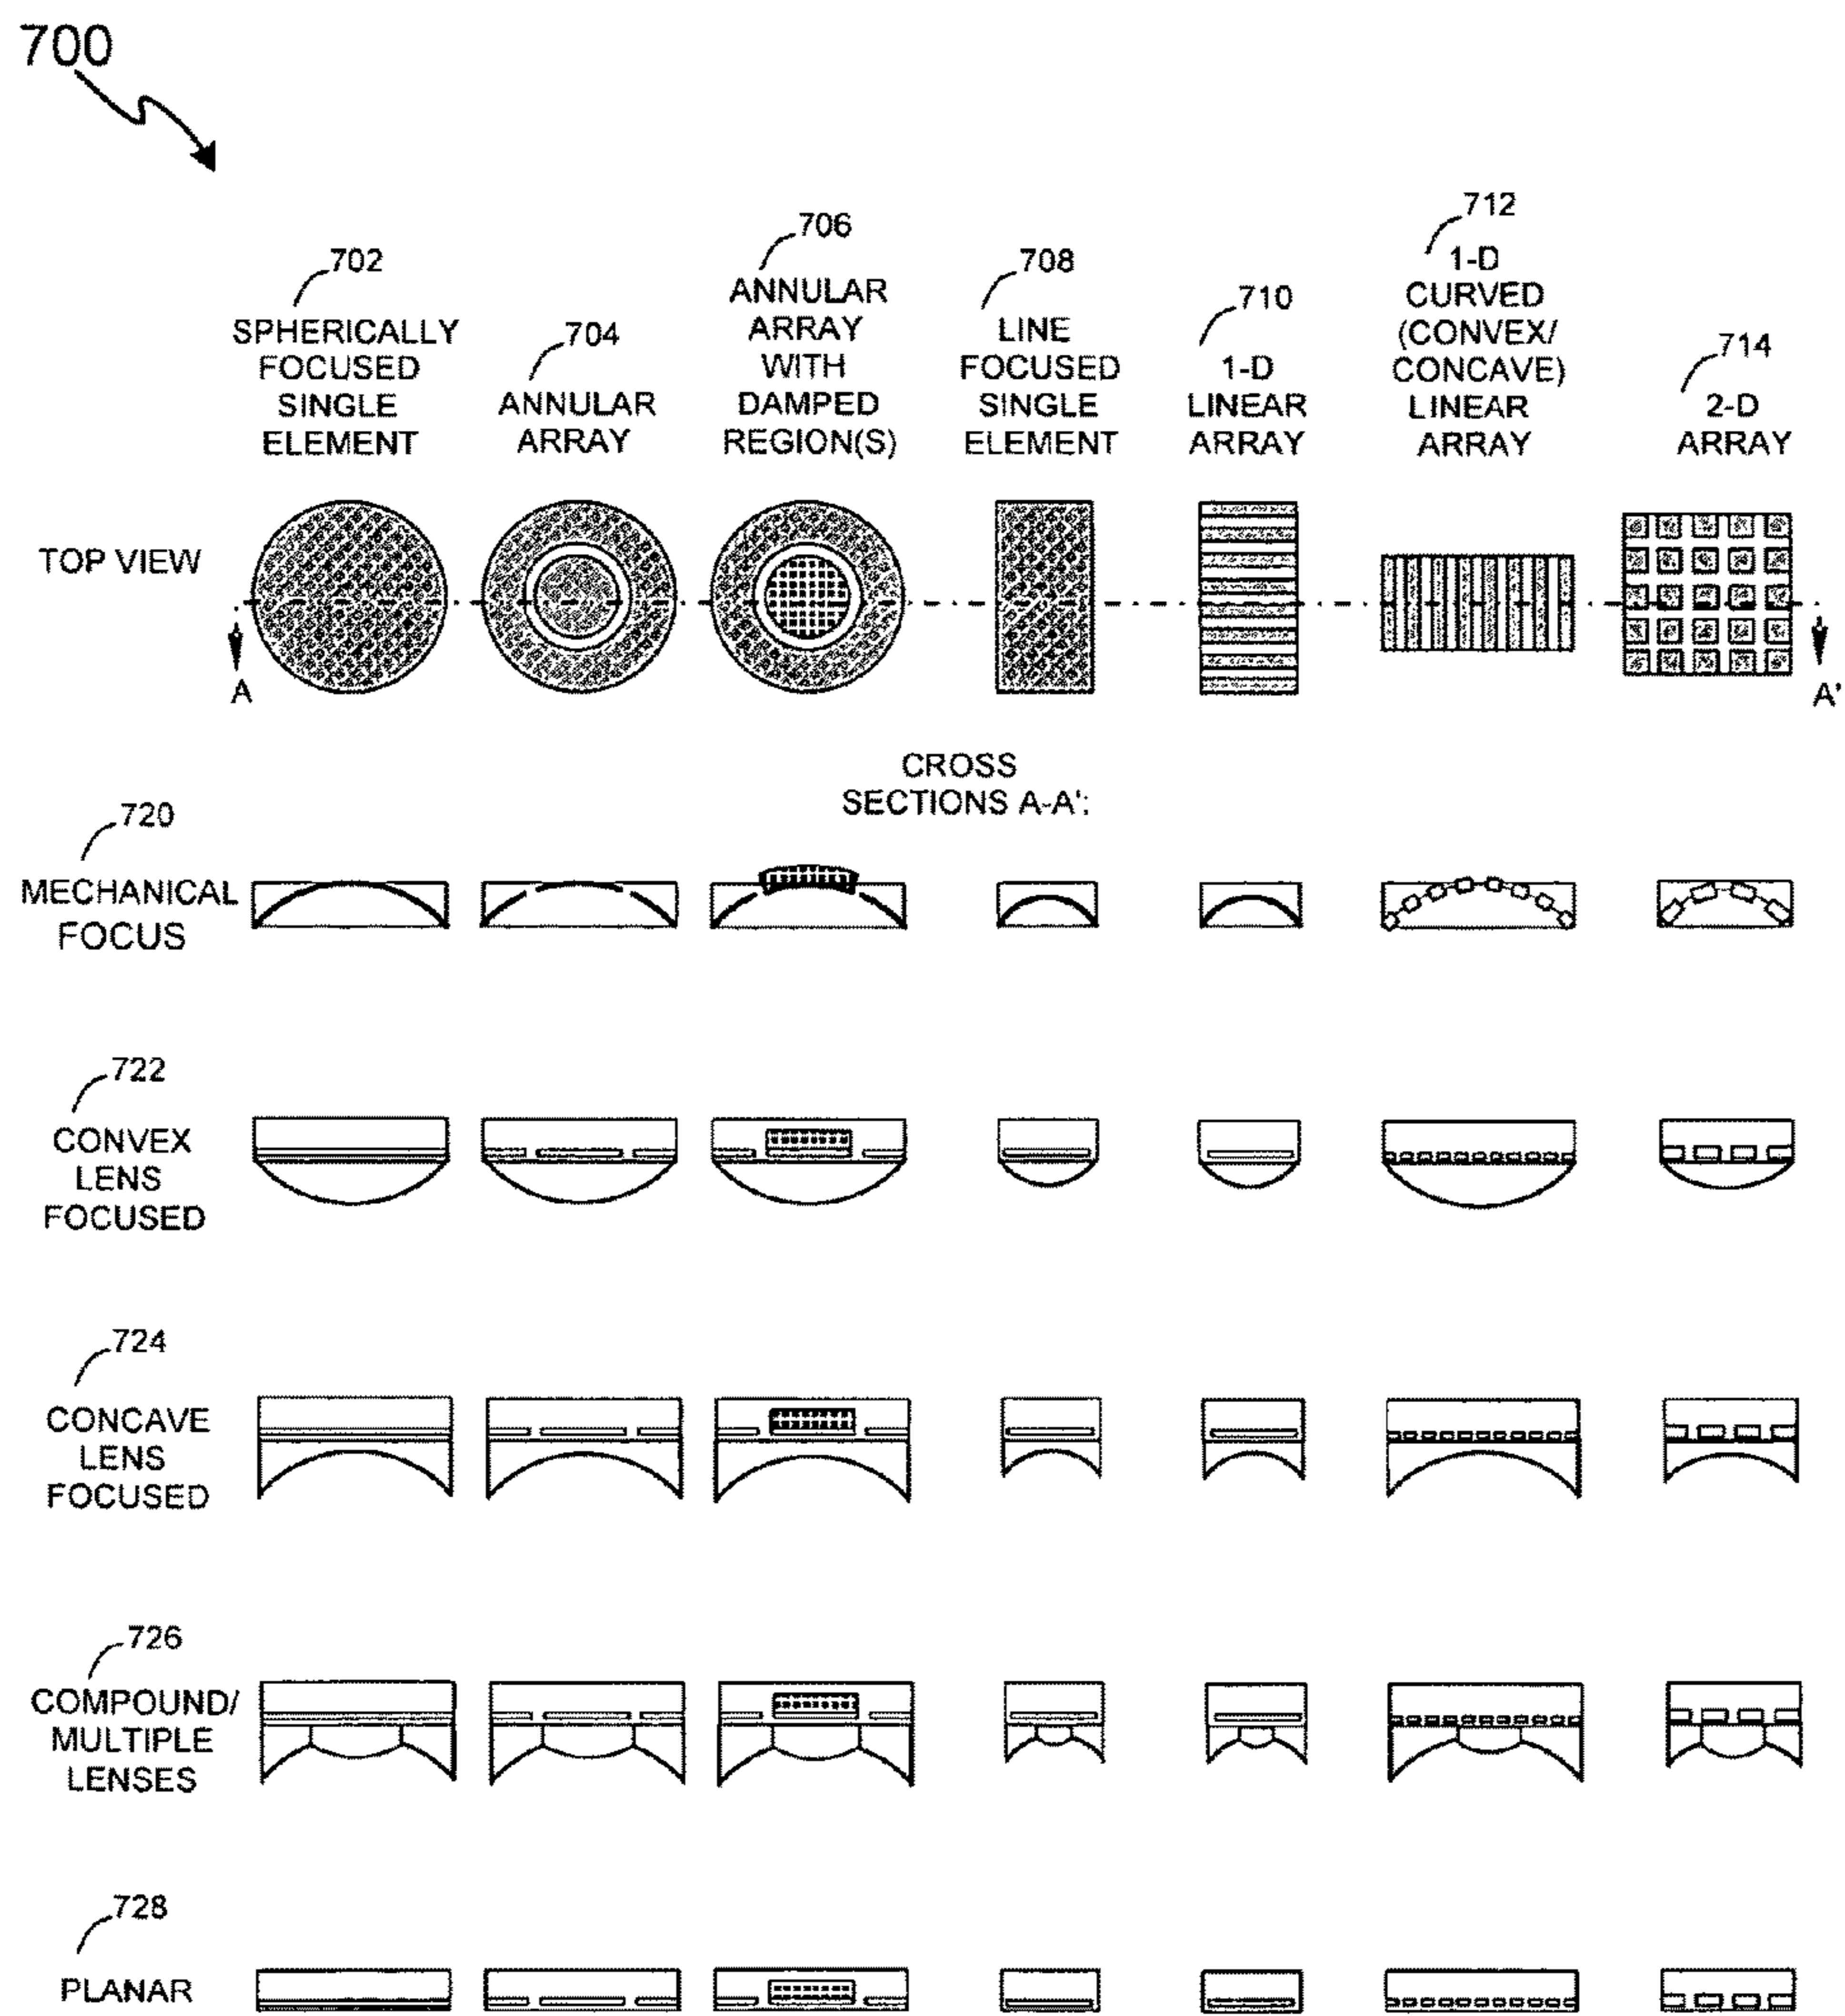 700
702
SPHERICALLY
FOCUSED
SINGLE
ELEMENT
704
ANNULAR
ARRAY
706
ANNULAR
ARRAY
WITH
DAMPED
REGION(S)
708
LINE
FOCUSED
SINGLE
ELEMENT
710
1-D
LINEAR
ARRAY
712
1-D
CURVED
(CONVEX/
CONCAVE)
LINEAR
ARRAY
714
2-D
ARRAY
TOP VIEW
A
A'
CROSS
SECTIONS A-A':
720
MECHANICAL
FOCUS
722
CONVEX
LENS
FOCUSED
724
CONCAVE
LENS
FOCUSED
726
COMPOUND/
MULTIPLE
LENSES
728
PLANAR